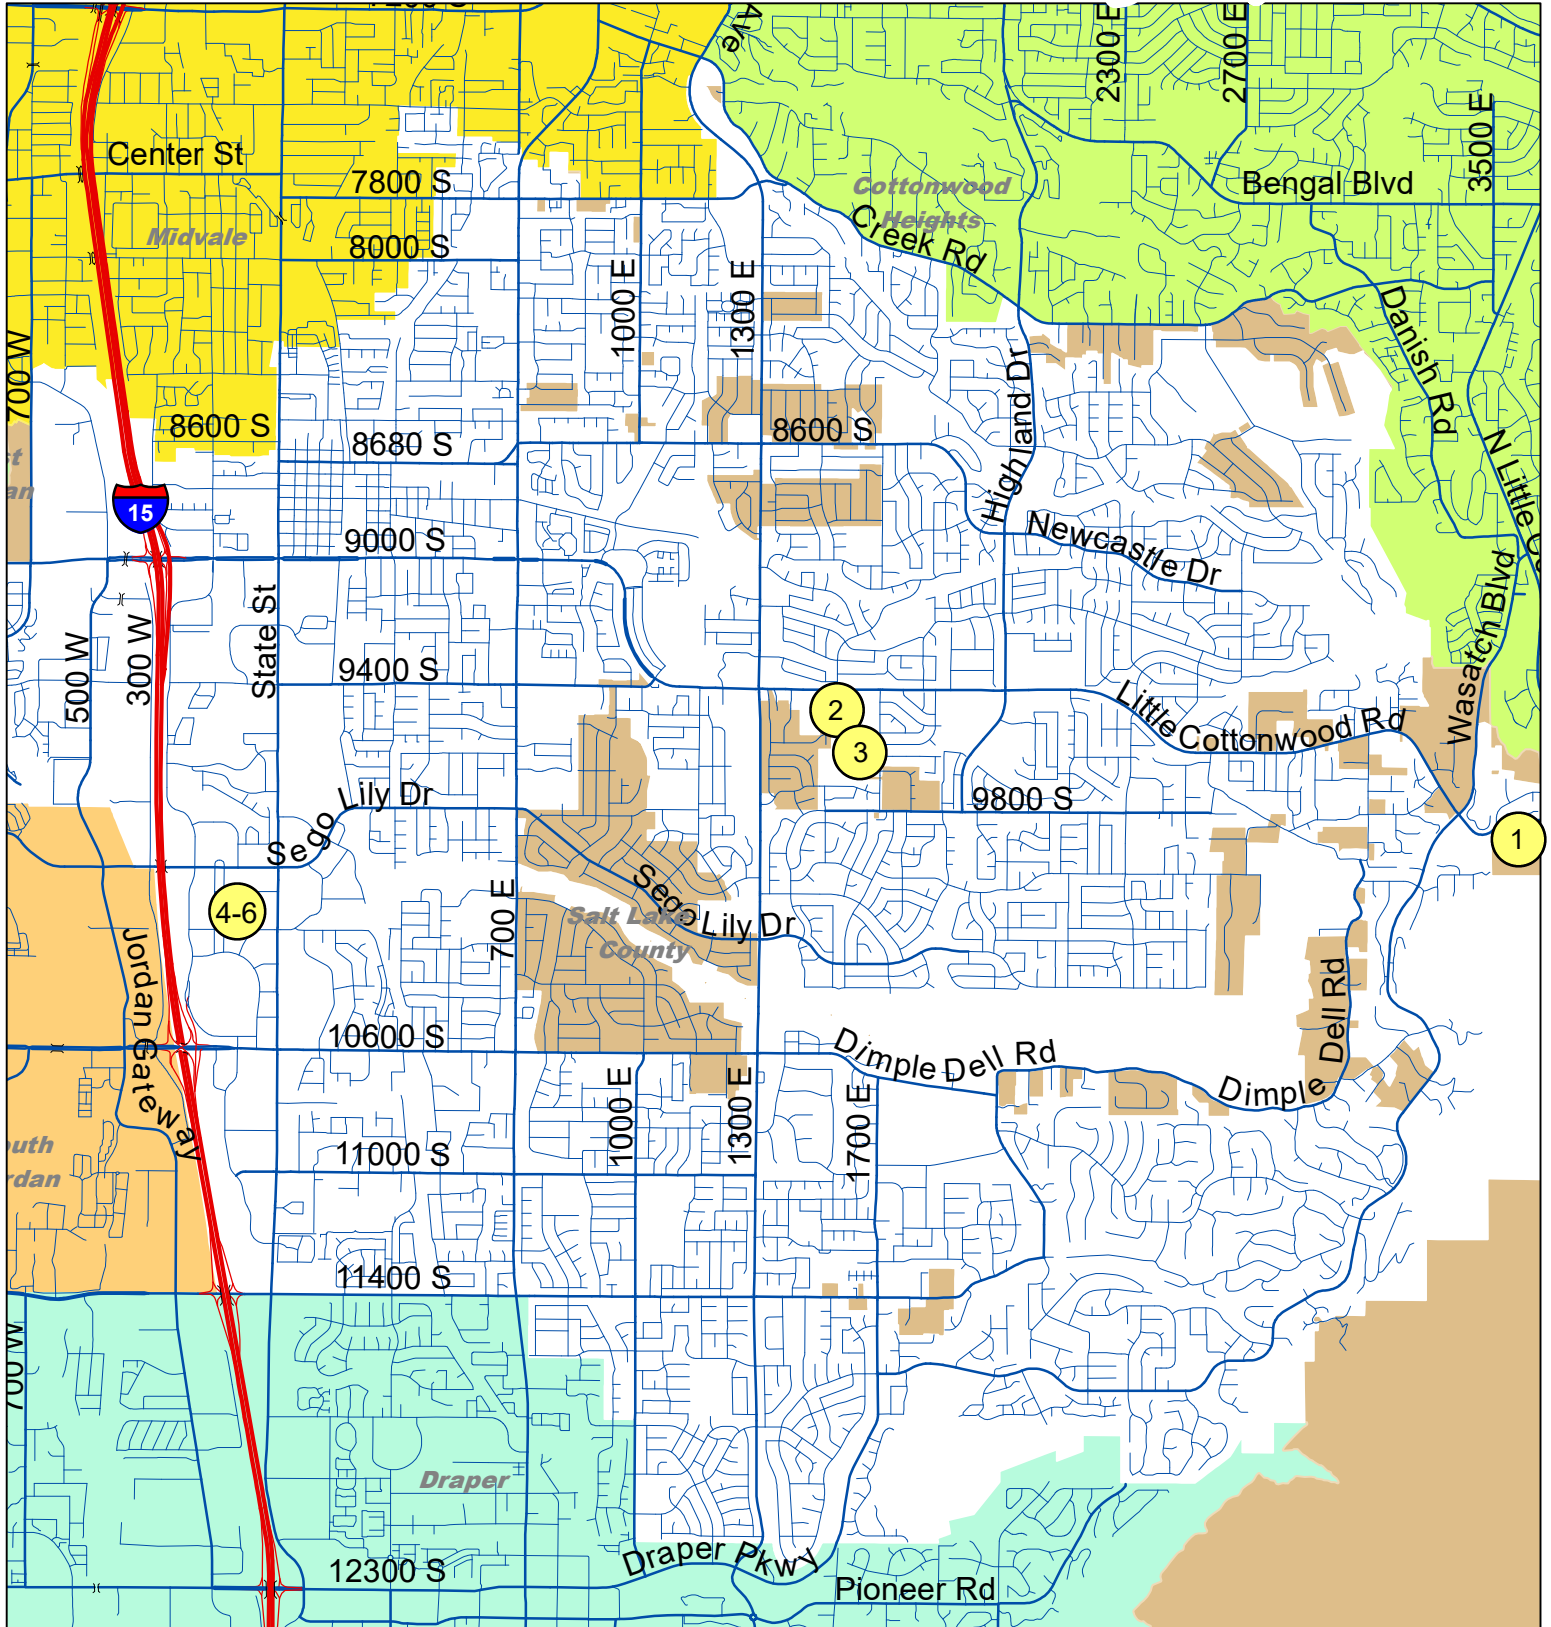 Ave
2300 E
2700 E
3500 E
Center St
7800 S
Cottonwood
Heights
Bengal Blvd
Midvale
8000 S
Creek Rd
1000 E
1300 E
700 W
Danish Rd
Highland Dr
8600 S
8680 S
8600 S
15
9000 S
Newcastle Dr
Wasatch Blvd
500 W
300 W
State St
9400 S
2
3
Little Cottonwood Rd
Sego Lily Dr
9800 S
1
4-6
700 E
Sego Lily Dr
Salt Lake
County
Jordan Gateway
10600 S
Dimple Dell Rd
Dimple Dell Rd
1000 E
1300 E
1700 E
11000 S
11400 S
700 W
Draper
12300 S
Draper Pkwy
Pioneer Rd